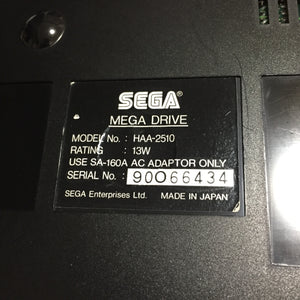 SEGA®
MEGA DRIVE
MODEL No. : HAA-2510
RATING : 13W
USE SA-160A AC ADAPTOR ONLY
SERIAL No. : 90066434
SEGA Enterprises Ltd. MADE IN JAPAN